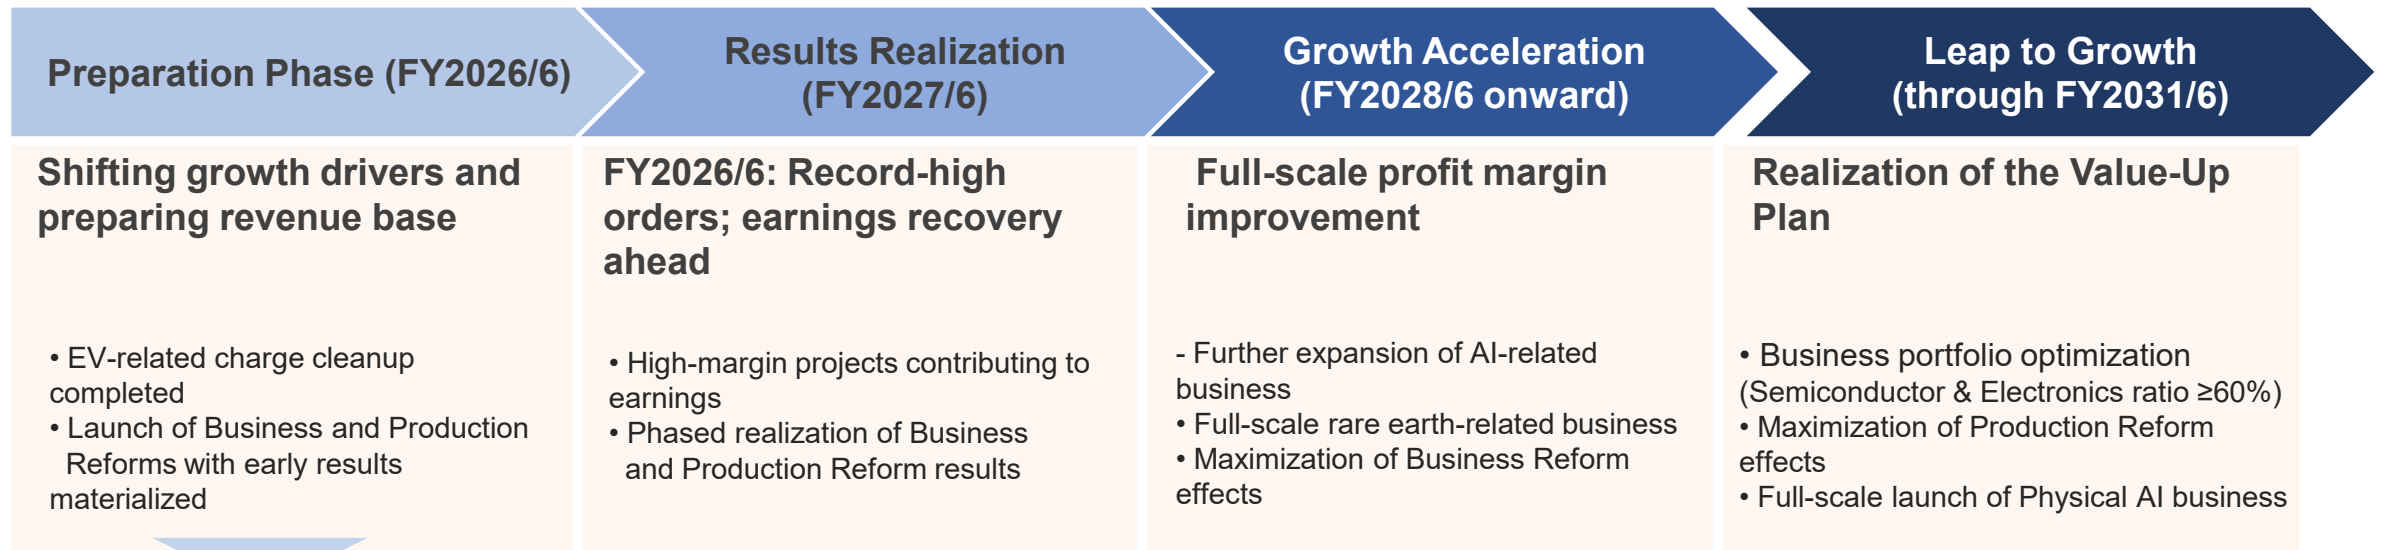 Preparation Phase (FY2026/6)
Results Realization
(FY2027/6)
Growth Acceleration
(FY2028/6 onward)
Leap to Growth
(through FY2031/6)
Shifting growth drivers and
preparing revenue base
• EV-related charge cleanup
completed
• Launch of Business and Production
Reforms with early results
materialized
FY2026/6: Record-high
orders; earnings recovery
ahead
• High-margin projects contributing to
earnings
• Phased realization of Business
and Production Reform results
Full-scale profit margin
improvement
- Further expansion of AI-related
business
• Full-scale rare earth-related business
• Maximization of Business Reform
effects
Realization of the Value-Up
Plan
• Business portfolio optimization
(Semiconductor & Electronics ratio ≥60%)
• Maximization of Production Reform
effects
• Full-scale launch of Physical AI business